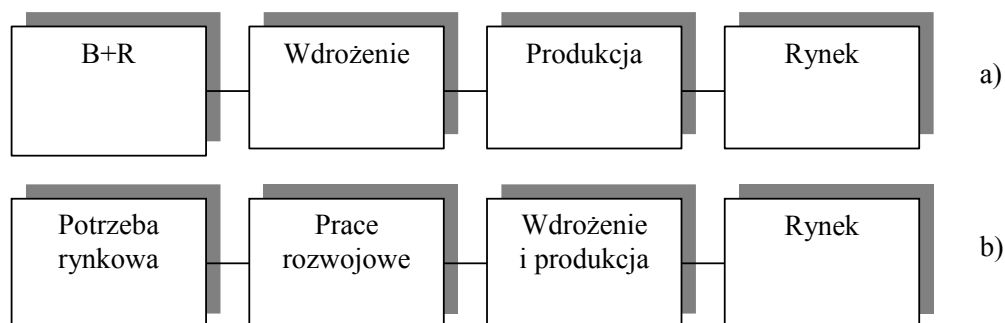 B+R
Wdrożenie
Produkcja
Rynek
a)
Potrzeba
rynkowa
Prace
rozwojowe
Wdrożenie
i produkcja
Rynek
b)